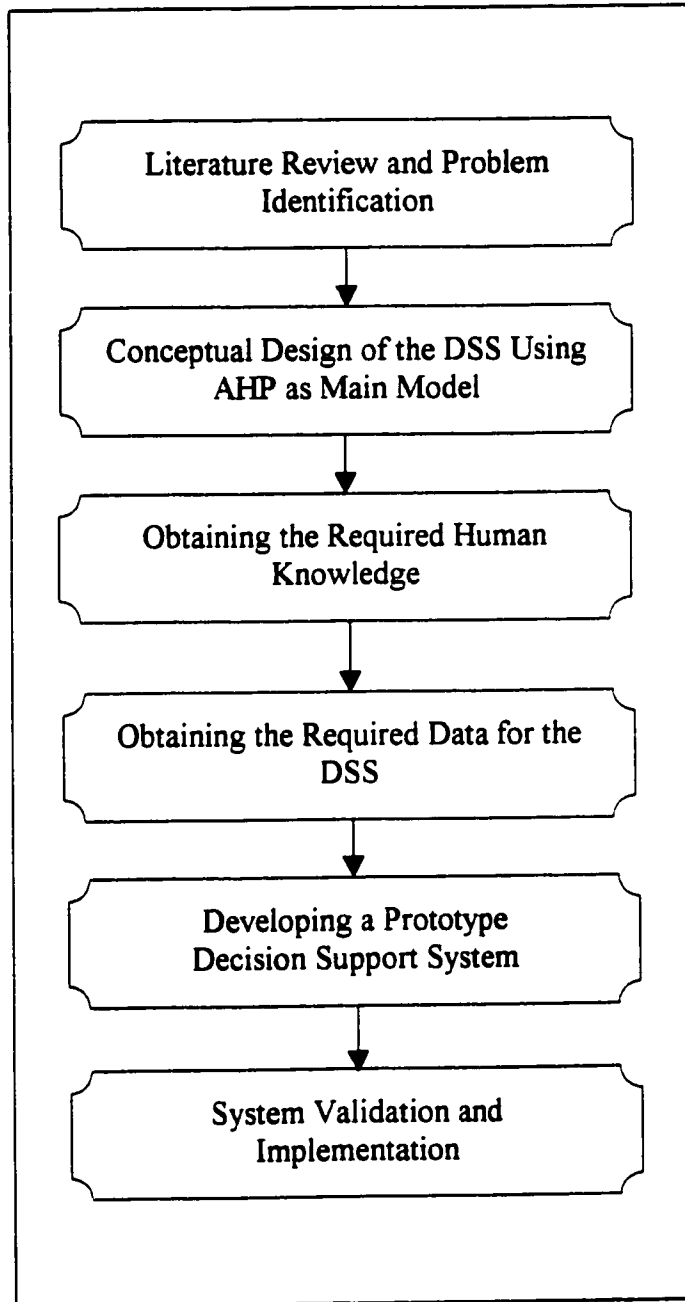 Literature Review and Problem
Identification
Conceptual Design of the DSS Using
AHP as Main Model
Obtaining the Required Human
Knowledge
Obtaining the Required Data for the
DSS
Developing a Prototype
Decision Support System
System Validation and
Implementation